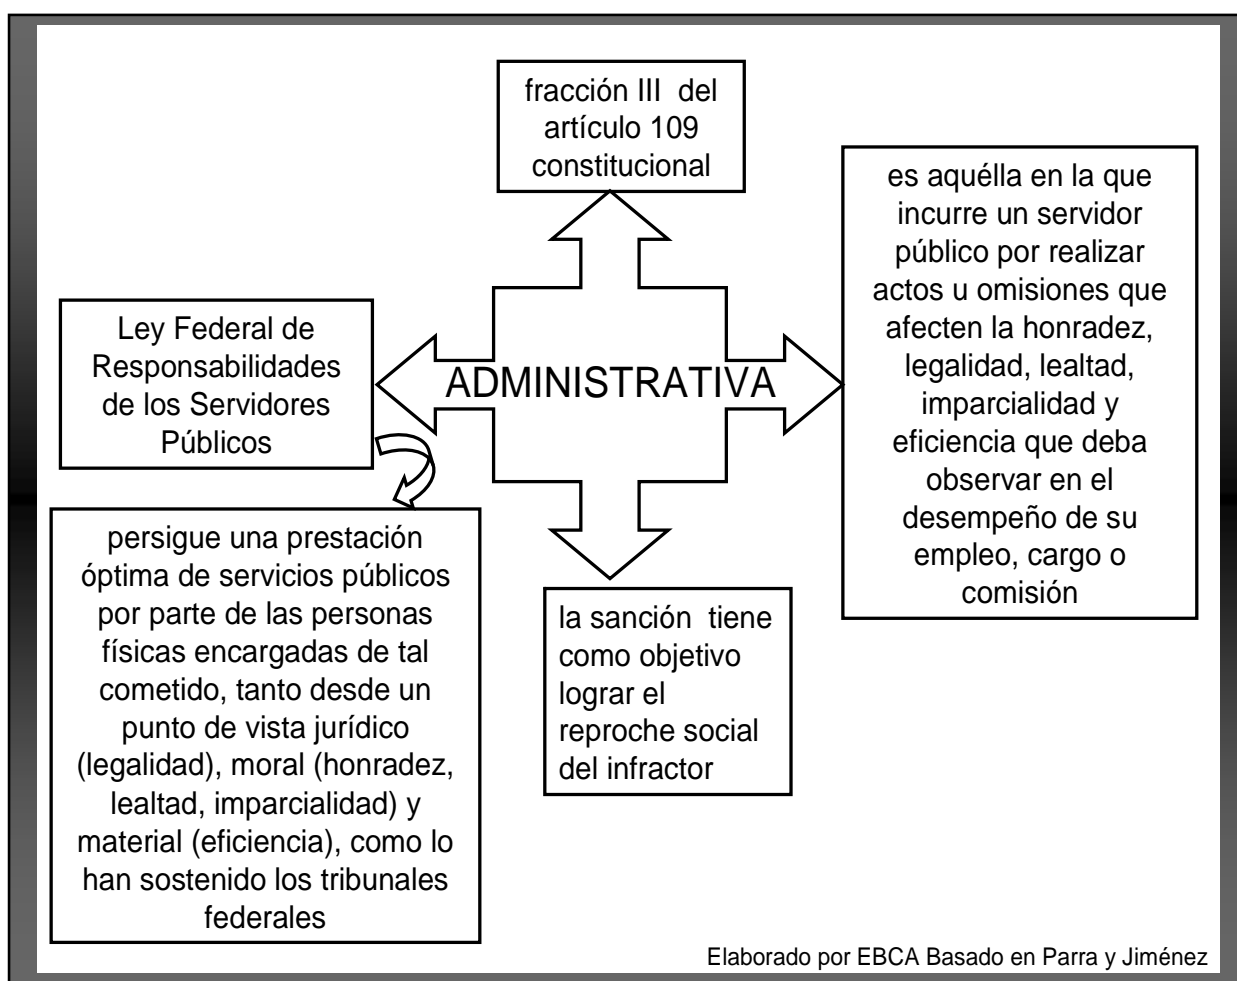 fracción III  del
artículo 109
constitucional
es aquélla en la que
incurre un servidor
público por realizar
actos u omisiones que
afecten la honradez,
legalidad, lealtad,
imparcialidad y
eficiencia que deba
observar en el
desempeño de su
empleo, cargo o
comisión
Ley Federal de
Responsabilidades
de los Servidores
Públicos
ADMINISTRATIVA
persigue una prestación
óptima de servicios públicos
por parte de las personas
físicas encargadas de tal
cometido, tanto desde un
punto de vista jurídico
(legalidad), moral (honradez,
lealtad, imparcialidad) y
material (eficiencia), como lo
han sostenido los tribunales
federales
la sanción  tiene
como objetivo
lograr el
reproche social
del infractor
Elaborado por EBCA Basado en Parra y Jiménez